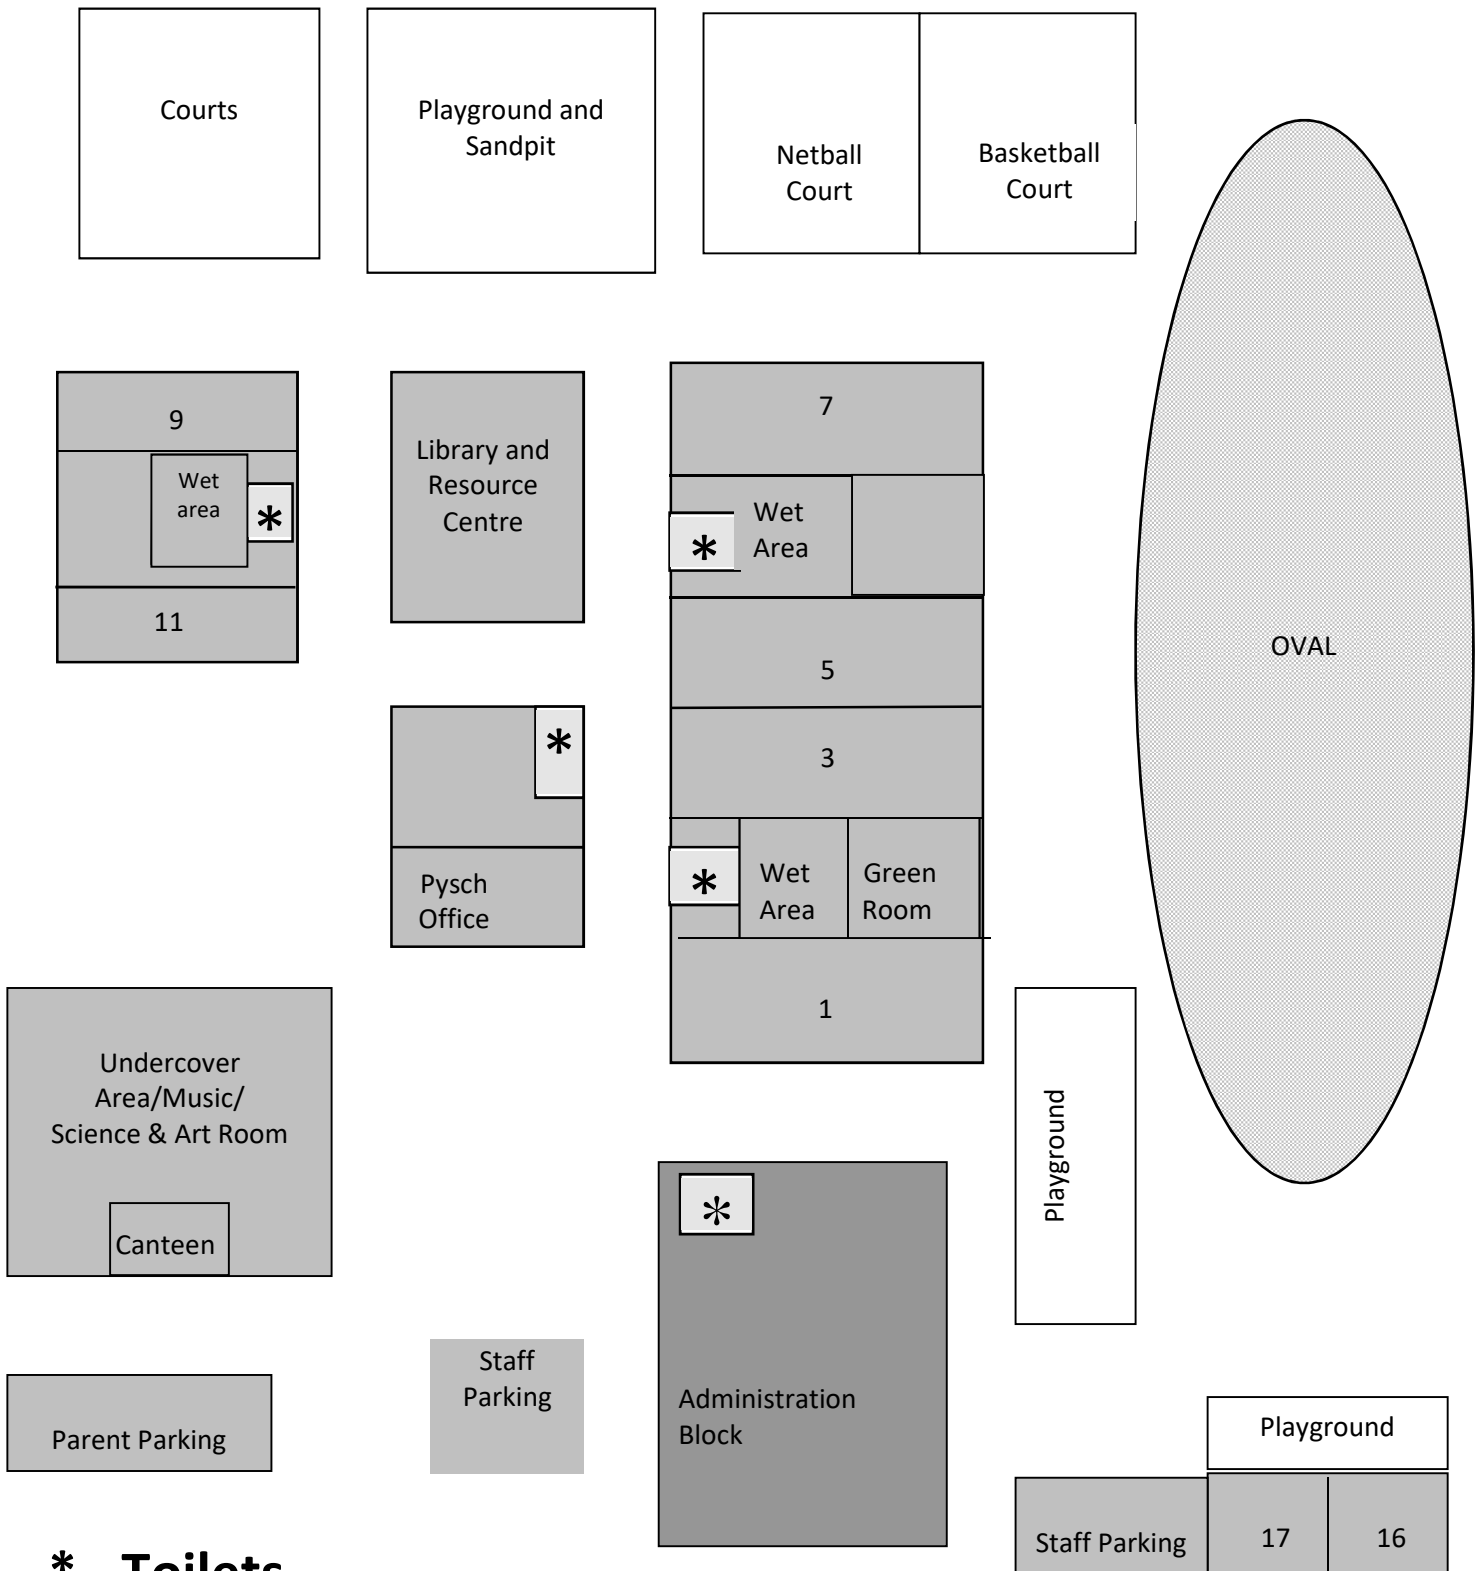 Courts
Playground and
Sandpit
Netball
Court
Basketball
Court
OVAL
9
Wet
area
*
11
Library and
Resource
Centre
7
*
Wet
Area
5
3
*
Wet
Area
Green
Room
1
*
Pysch
Office
Undercover
Area/Music/
Science & Art Room
Canteen
Playground
*
Administration
Block
Staff
Parking
Parent Parking
Playground
Staff Parking
17
16
* Toilets